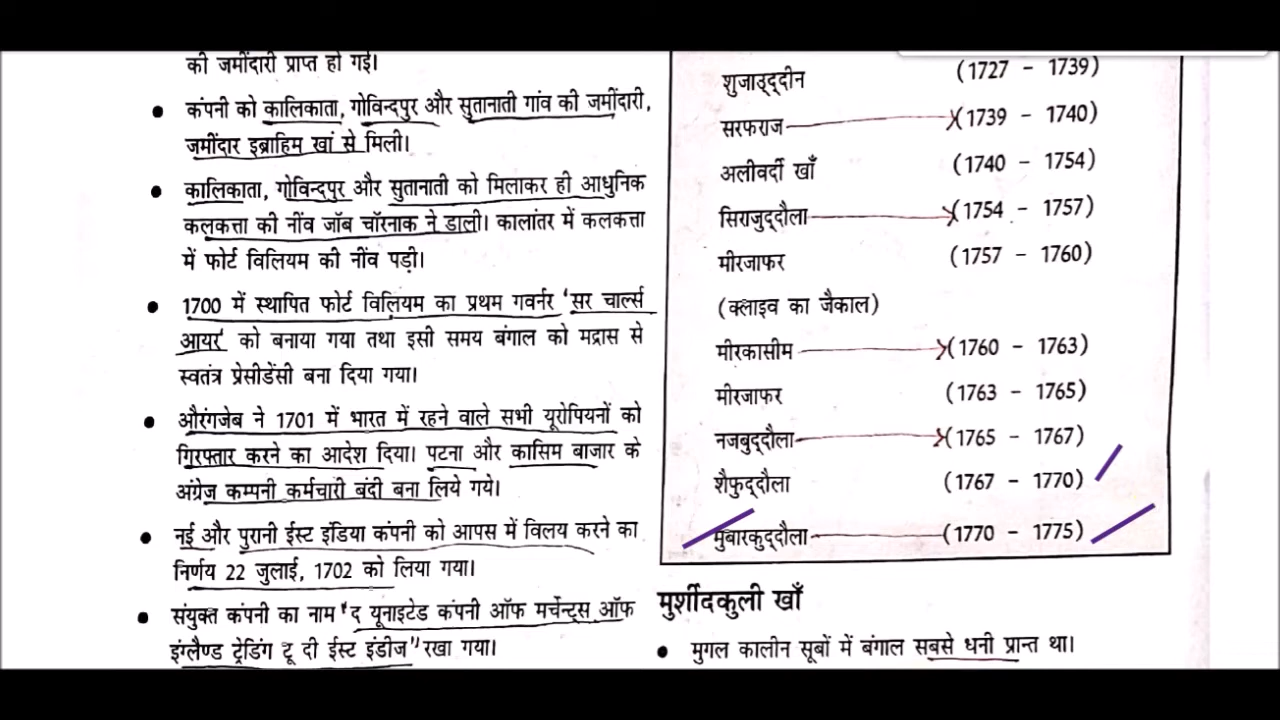 की जमींदारी प्राप्त हो गई।
• कंपनी को कालिकाता, गोविन्दपुर और सुतानाती गांव की जमींदारी,
जमींदार इब्राहिम खां से मिली।
• कालिकाता, गोविन्दपुर और सुतानाती को मिलाकर ही आधुनिक
कलकत्ता की नींव जॉब चॉरनाक ने डाली। कालांतर में कलकत्ता
में फोर्ट विलियम की नींव पड़ी।
• 1700 में स्थापित फोर्ट विलियम का प्रथम गवर्नर 'सर चार्ल्स
आयर' को बनाया गया तथा इसी समय बंगाल को मद्रास से
स्वतंत्र प्रेसीडेंसी बना दिया गया।
• औरंगजेब ने 1701 में भारत में रहने वाले सभी यूरोपियनों को
गिरफ्तार करने का आदेश दिया। पटना और कासिम बाजार के
अंग्रेज कम्पनी कर्मचारी बंदी बना लिये गये।
• नई और पुरानी ईस्ट इंडिया कंपनी को आपस में विलय करने का
निर्णय 22 जुलाई, 1702 को लिया गया।
• संयुक्त कंपनी का नाम "द यूनाइटेड कंपनी ऑफ मर्चेन्ट्स ऑफ
इंग्लैण्ड ट्रेडिंग टू दी ईस्ट इंडीज" रखा गया।
शुजाउद्दीन (1727 - 1739)
सरफराज (1739 - 1740)
अलीवर्दी खाँ (1740 - 1754)
सिराजुद्दौला (1754 - 1757)
मीरजाफर (1757 - 1760)
(क्लाइव का जैकाल)
मीरकासीम (1760 - 1763)
मीरजाफर (1763 - 1765)
नजबुद्दौला (1765 - 1767)
शैफुद्दौला (1767 - 1770)
मुबारकुद्दौला (1770 - 1775)
मुर्शीदकुली खाँ
• मुगल कालीन सूबों में बंगाल सबसे धनी प्रान्त था।